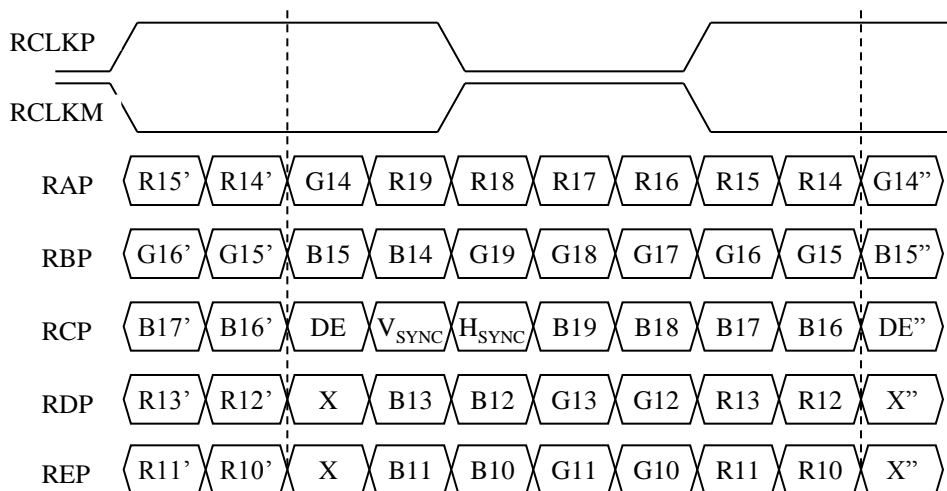 RCLKP
RCLKM
RAP R15’ R14’ G14 R19 R18 R17 R16 R15 R14 G14”
RBP G16’ G15’ B15 B14 G19 G18 G17 G16 G15 B15”
RCP B17’ B16’ DE VSYNC HSYNC B19 B18 B17 B16 DE”
RDP R13’ R12’ X B13 B12 G13 G12 R13 R12 X”
REP R11’ R10’ X B11 B10 G11 G10 R11 R10 X”